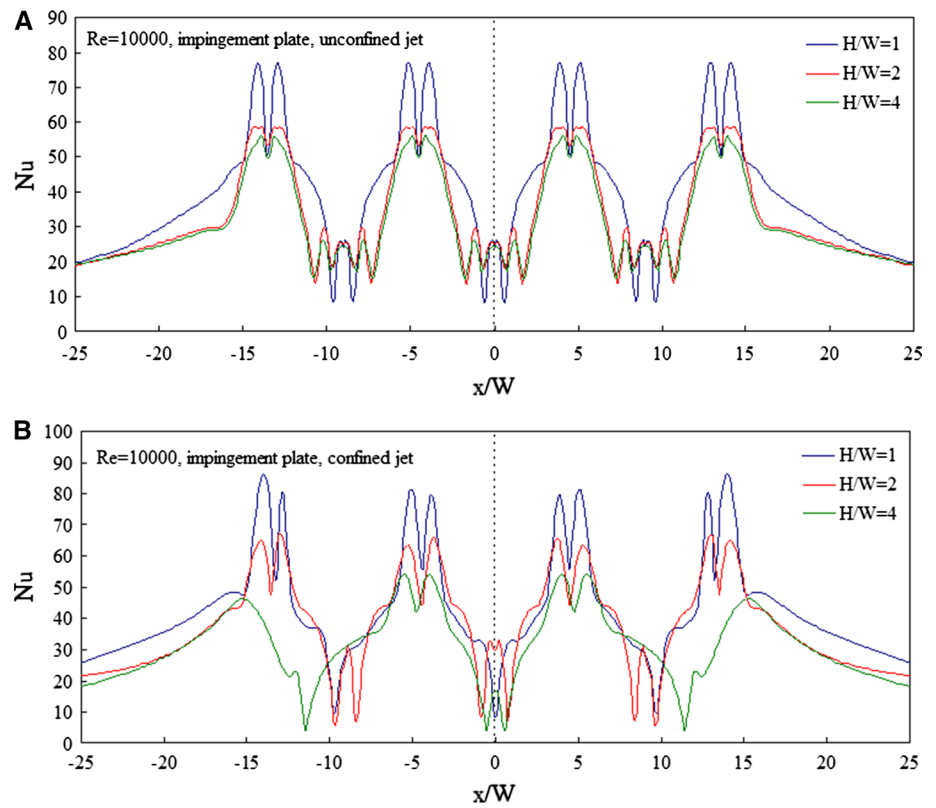 A
Re=10000, impingement plate, unconfined jet
H/W=1
H/W=2
H/W=4
Nu
90
80
70
60
50
40
30
20
10
0
-25 -20 -15 -10 -5 0 5 10 15 20 25
x/W
B
Re=10000, impingement plate, confined jet
H/W=1
H/W=2
H/W=4
Nu
100
90
80
70
60
50
40
30
20
10
0
-25 -20 -15 -10 -5 0 5 10 15 20 25
x/W